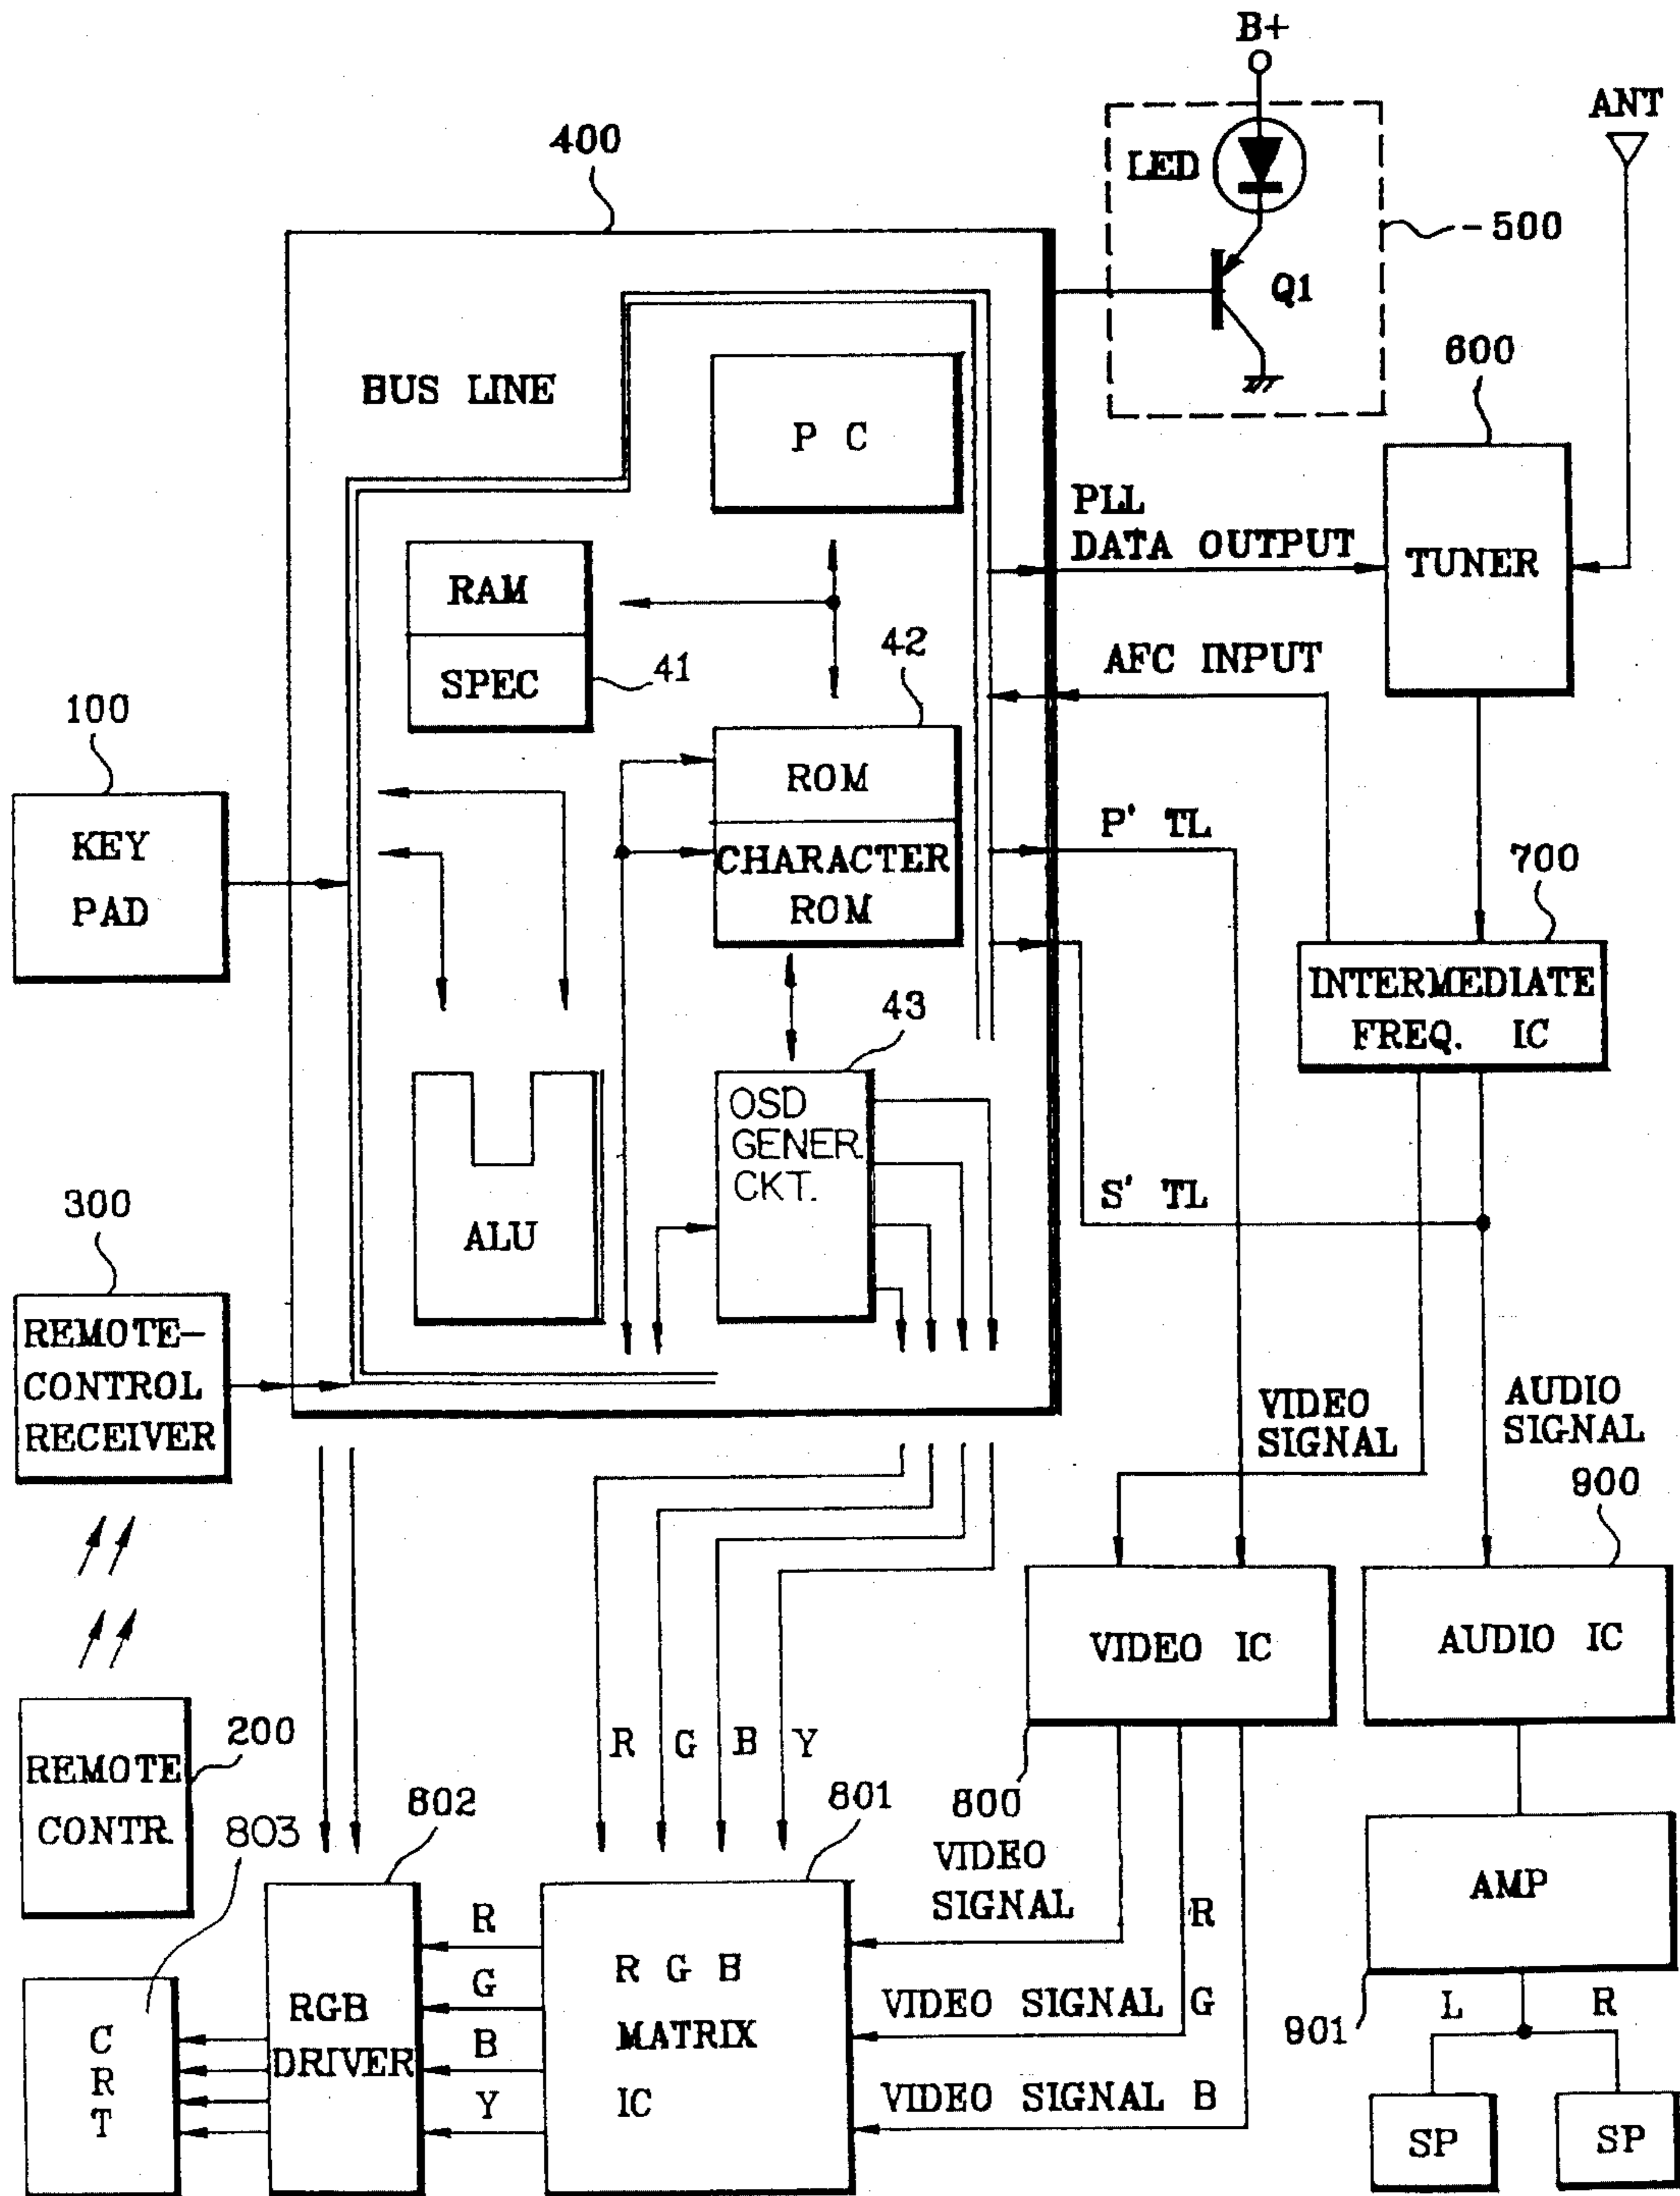 B+
ANT
400
LED
-500
Q1
600
BUS LINE
P C
PLL
DATA OUTPUT
TUNER
RAM
SPEC
41
42
AFC INPUT
100
KEY
PAD
ROM
CHARACTER
ROM
P' TL
700
INTERMEDIATE
FREQ. IC
43
OSD
GENER.
CKT.
ALU
S' TL
300
REMOTE-
CONTROL
RECEIVER
VIDEO
SIGNAL
AUDIO
SIGNAL
900
VIDEO IC
AUDIO IC
R G B Y
200
REMOTE
CONTR.
803
802
801
800
VIDEO
SIGNAL R
AMP
901
L R
C
R
T
RGB
DRIVER
R
G
B
Y
R G B
MATRIX
IC
VIDEO SIGNAL G
VIDEO SIGNAL B
SP
SP